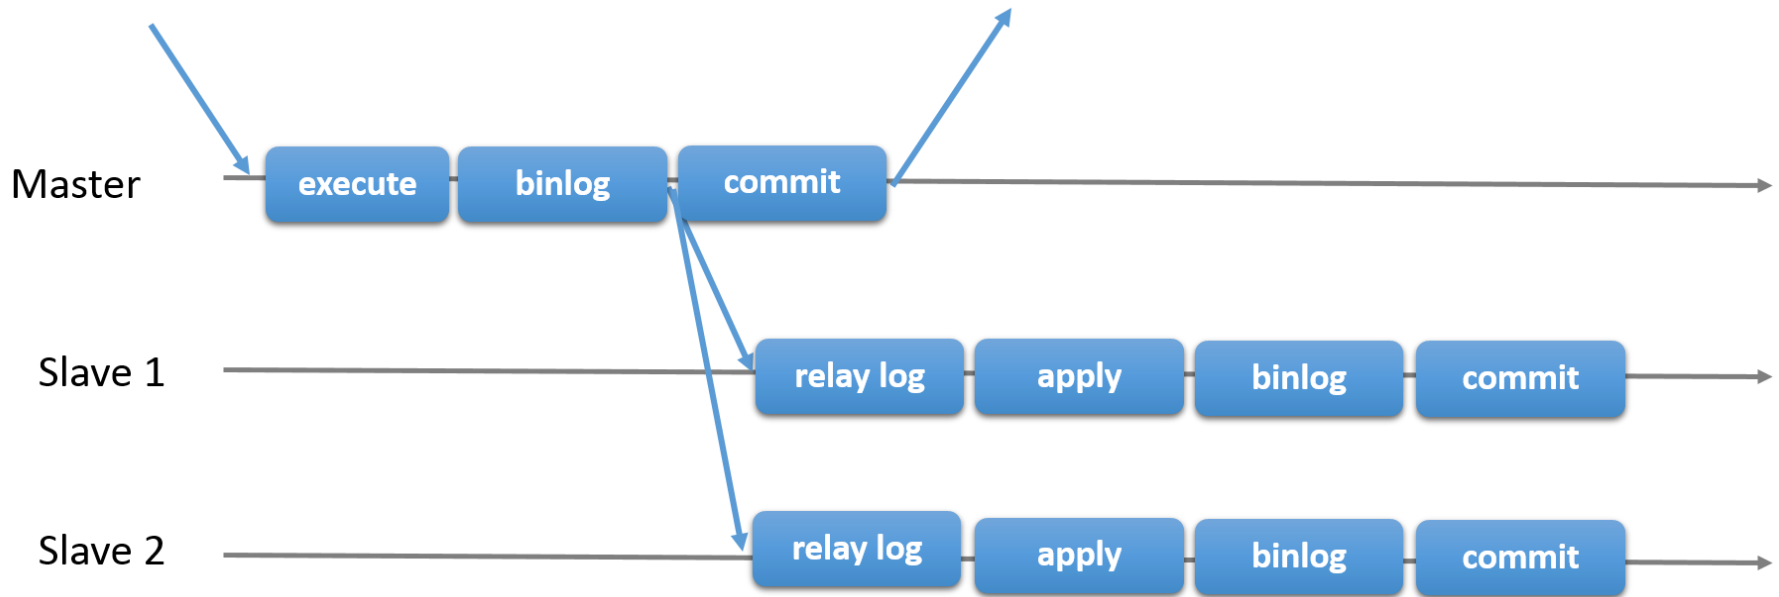 Master
execute
binlog
commit
Slave 1
relay log
apply
binlog
commit
Slave 2
relay log
apply
binlog
commit